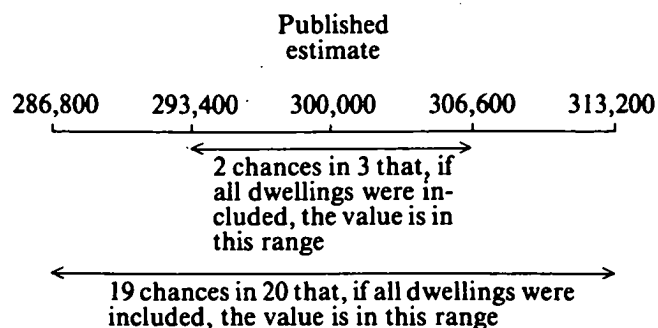 Published
estimate
286,800 293,400 300,000 306,600 313,200
2 chances in 3 that, if
all dwellings were in-
cluded, the value is in
this range
19 chances in 20 that, if all dwellings were
included, the value is in this range